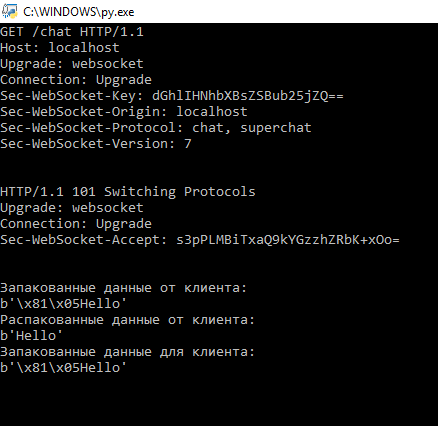 C:\WINDOWS\py.exe
GET /chat HTTP/1.1
Host: localhost
Upgrade: websocket
Connection: Upgrade
Sec-WebSocket-Key: dGhlIHNhbXBsZSBub25jZQ==
Sec-WebSocket-Origin: localhost
Sec-WebSocket-Protocol: chat, superchat
Sec-WebSocket-Version: 7
HTTP/1.1 101 Switching Protocols
Upgrade: websocket
Connection: Upgrade
Sec-WebSocket-Accept: s3pPLMBiTxaQ9kYGzzhZRbK+xOo=
Запакованные данные от клиента:
b'\x81\x05Hello'
Распакованные данные от клиента:
b'Hello'
Запакованные данные для клиента:
b'\x81\x05Hello'